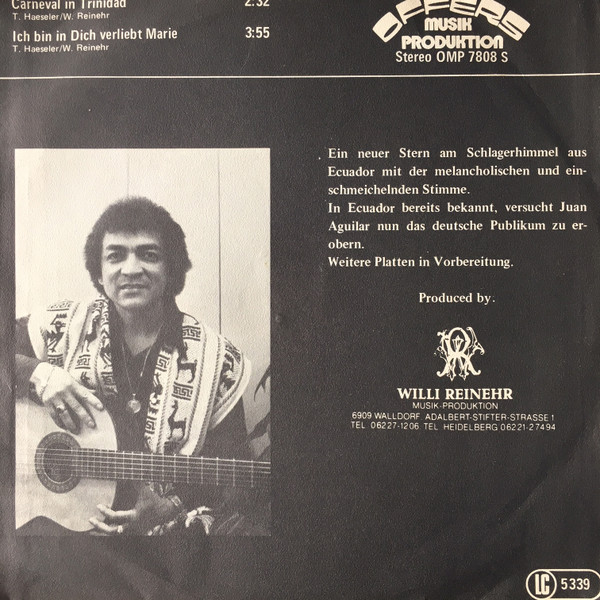 Carneval in Trinidad 2:32
T. Haeseler/W. Reinehr
Ich bin in Dich verliebt Marie 3:55
T. Haeseler/W. Reinehr
OFFERS
MUSIK
PRODUKTION
Stereo OMP 7808 S
Ein neuer Stern am Schlagerhimmel aus
Ecuador mit der melancholischen und ein-
schmeichelnden Stimme.
In Ecuador bereits bekannt, versucht Juan
Aguilar nun das deutsche Publikum zu er-
obern.
Weitere Platten in Vorbereitung.
Produced by.
WILLI REINEHR
MUSIK-PRODUKTION
6909 WALLDORF ADALBERT-STIFTER-STRASSE 1
TEL 06227-1206 TEL HEIDELBERG 06221-27494
LC 5339